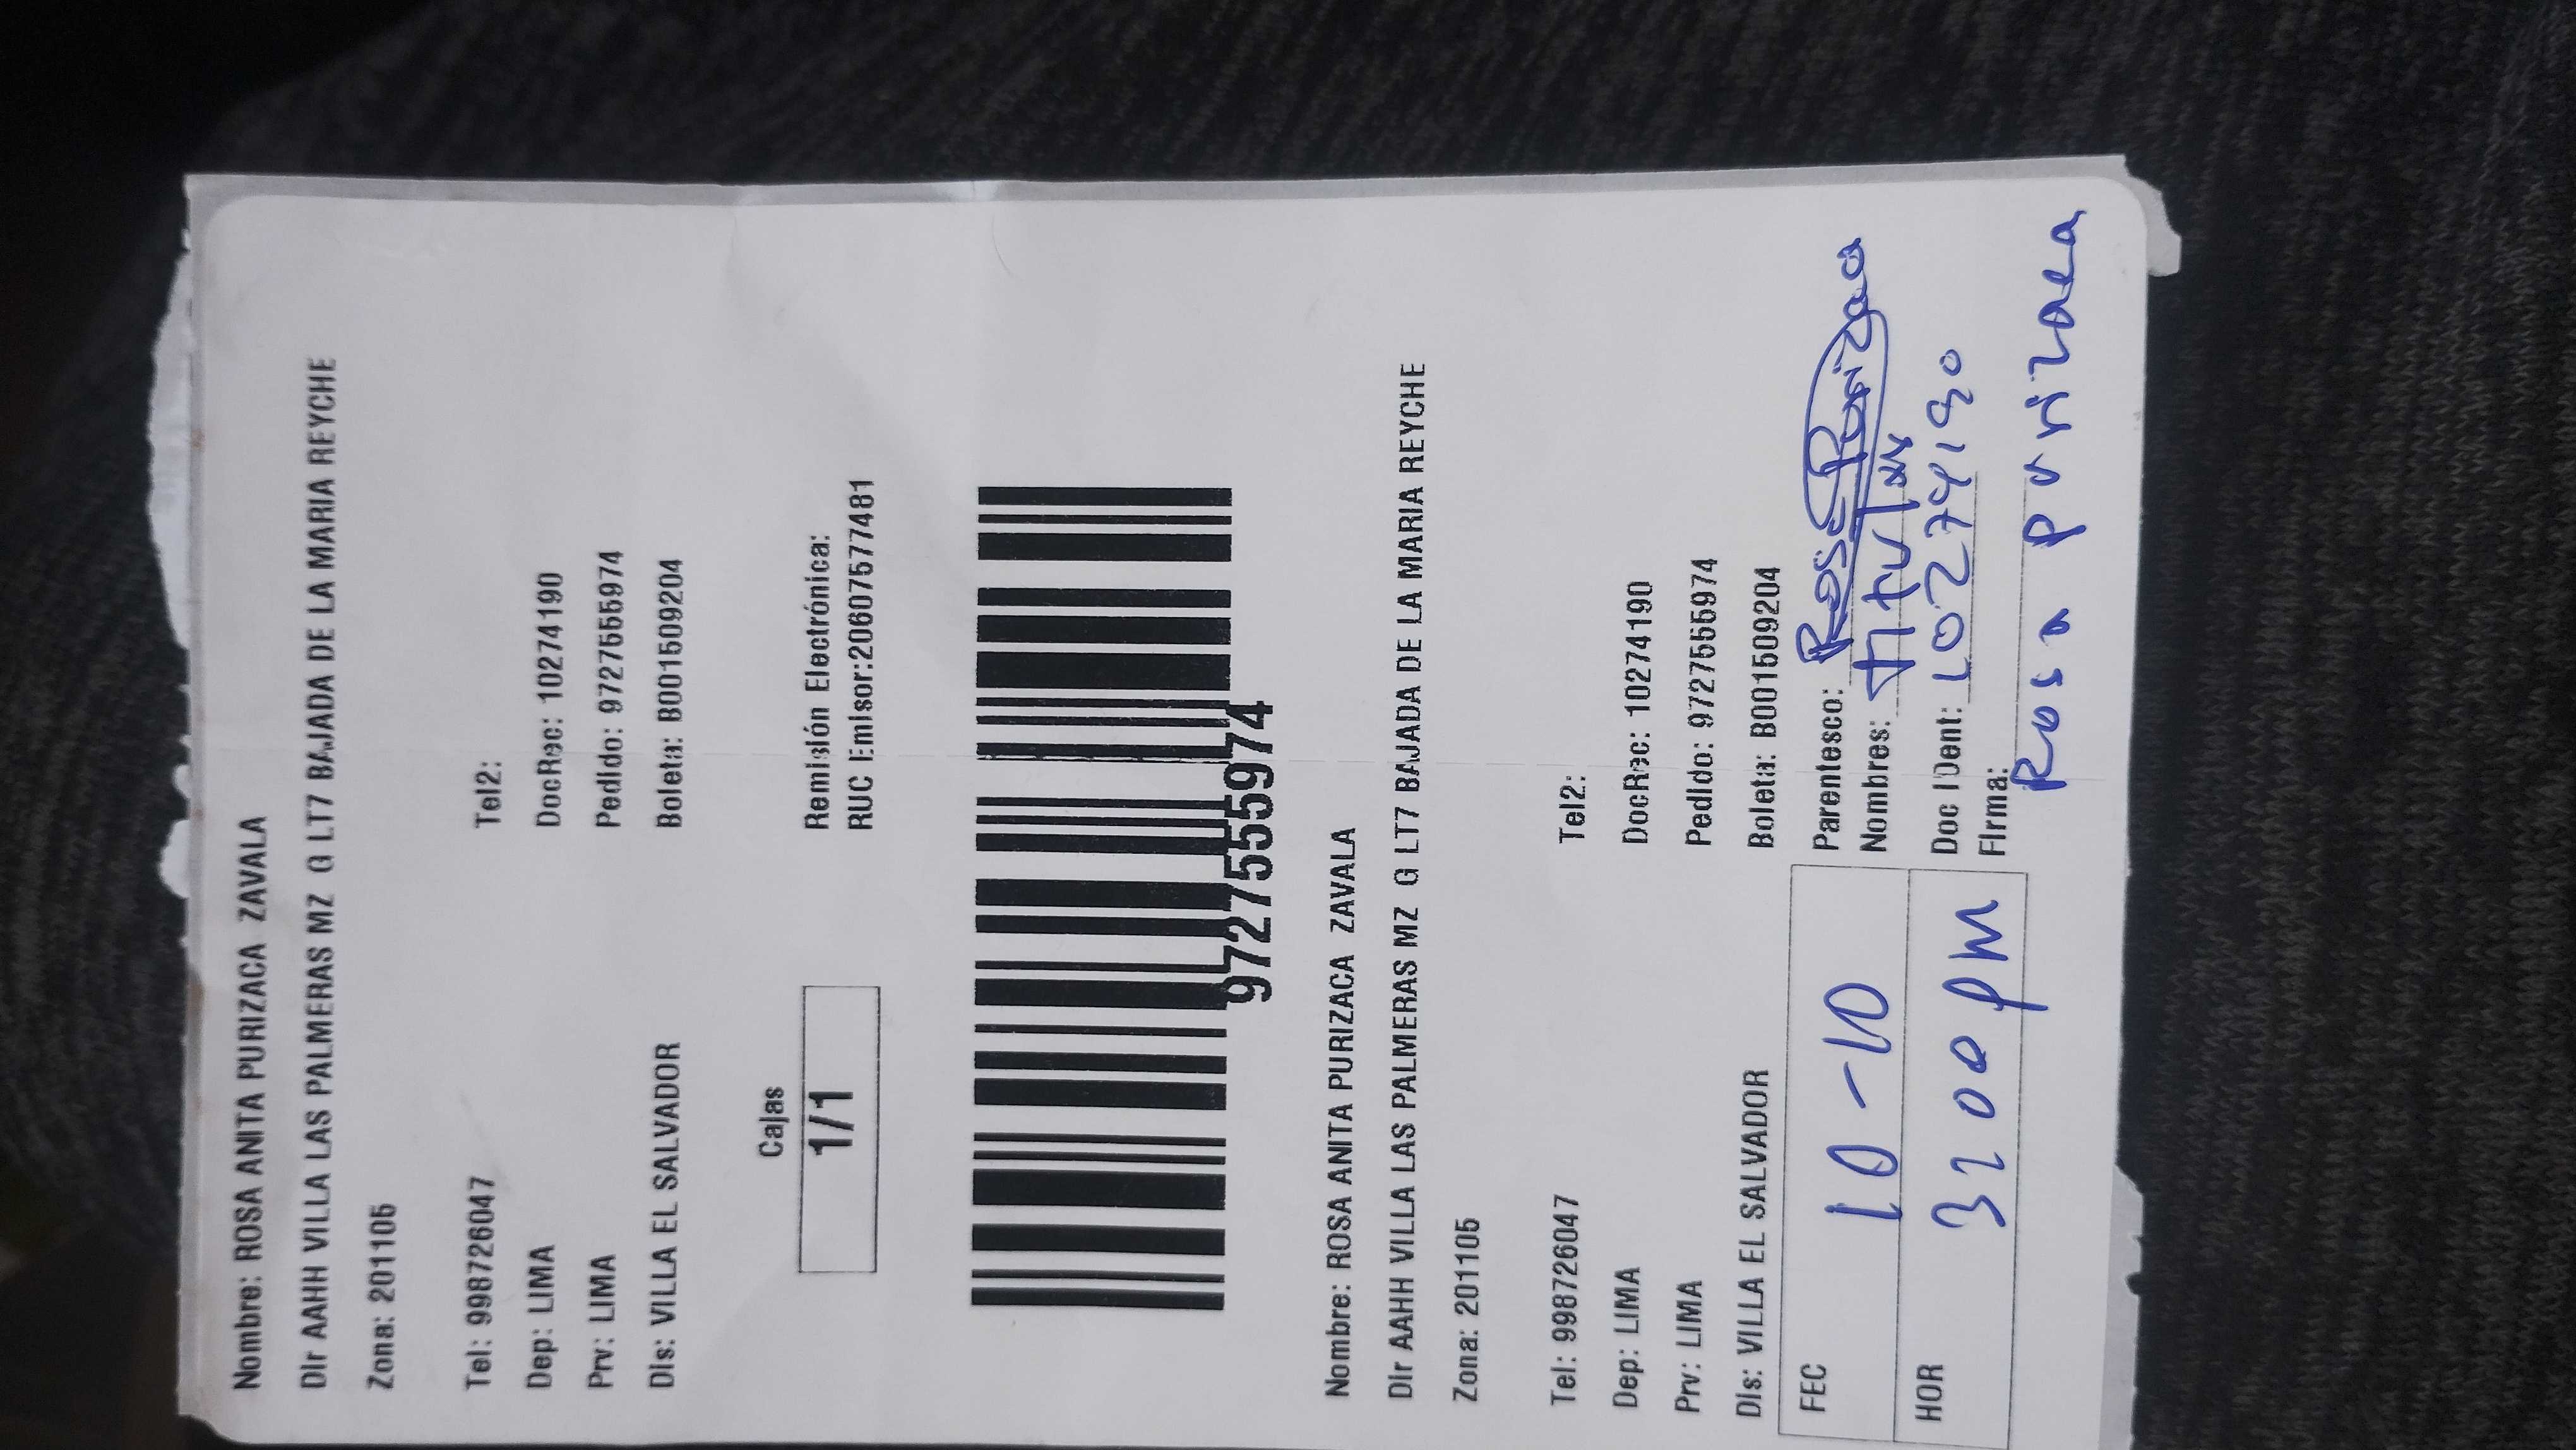 Nombre: ROSA ANITA PURIZACA ZAVALA
Dir AAHH VILLA LAS PALMERAS MZ G LT7 BAJADA DE LA MARIA REYCHE
Zona: 201105
Tel: 998726047 Tel2:
Dep: LIMA DocRec: 10274190
Prv: LIMA Pedido: 9727555974
Dis: VILLA EL SALVADOR Boleta: B001509204
Cajas Remisión Electrónica:
1/1 RUC Emisor:20607577481
9727555974
Nombre: ROSA ANITA PURIZACA ZAVALA
Dir AAHH VILLA LAS PALMERAS MZ G LT7 BAJADA DE LA MARIA REYCHE
Zona: 201105
Tel: 998726047 Tel2:
Dep: LIMA DocRec: 10274190
Prv: LIMA Pedido: 9727555974
Dis: VILLA EL SALVADOR Boleta: B001509204
FEC 10-10 Parentesco: Rosa
Nombres:
HOR 3:00 PM Doc IDent: 10274190
Firma:
Rosa purizaca